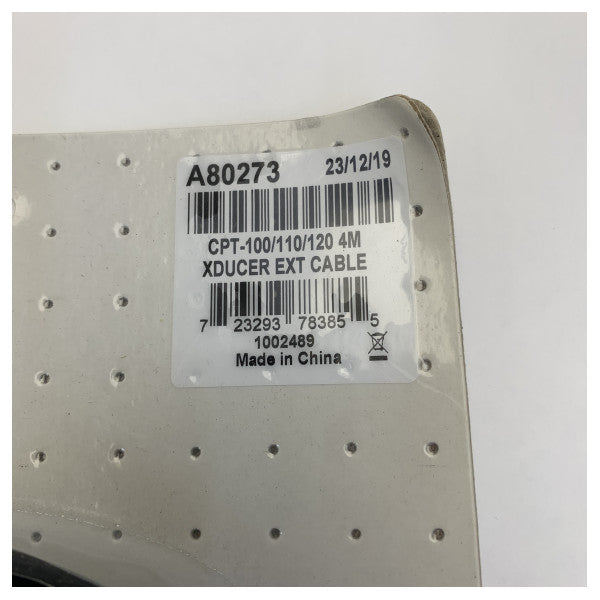 A80273 23/12/19
CPT-100/110/120 4M
XDUCER EXT CABLE
7 23293 78385 5
1002489
Made in China